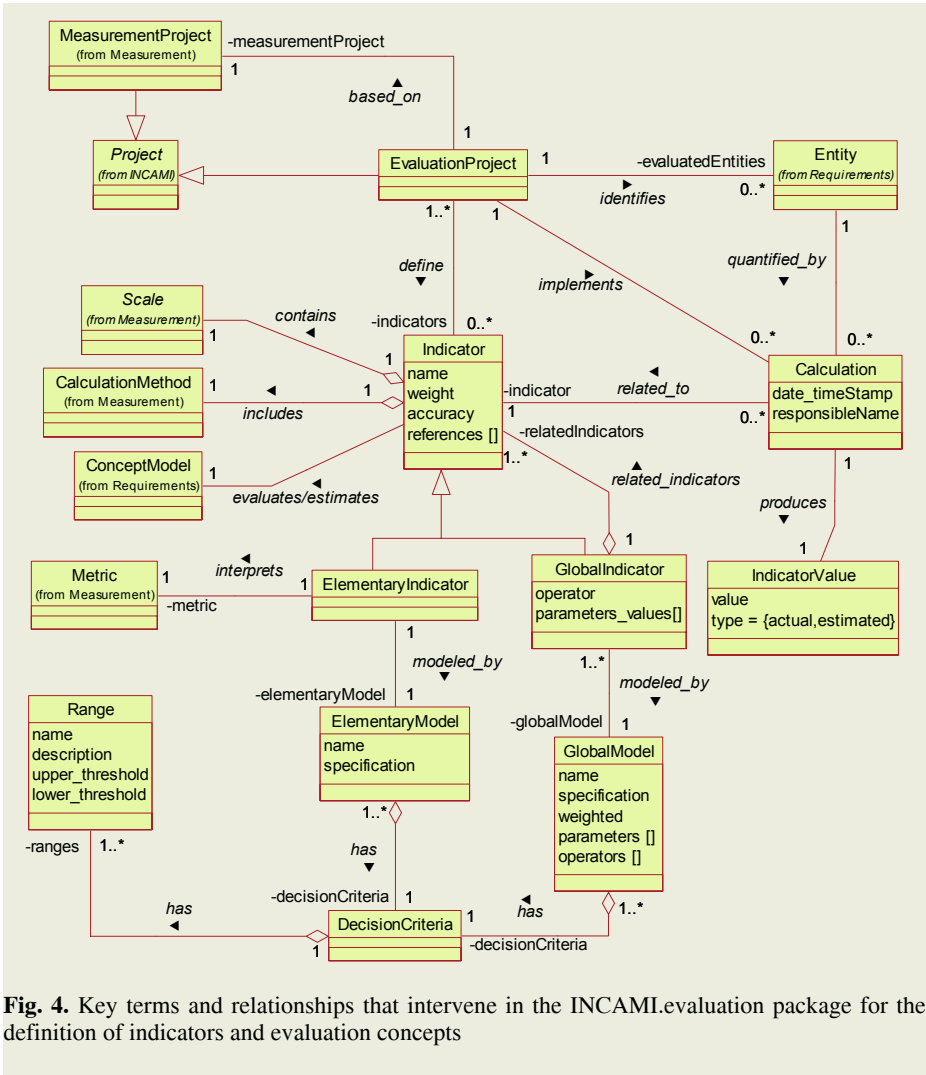 MeasurementProject
(from Measurement)
-measurementProject
1
based_on
1
Project
(from INCAMI)
EvaluationProject
1
-evaluatedEntities
identifies
0..*
Entity
(from Requirements)
1..*
1
1
define
implements
quantified_by
-indicators
0..*
0..*
0..*
Scale
(from Measurement)
1
contains
1
CalculationMethod
(from Measurement)
1
includes
1
ConceptModel
(from Requirements)
1
evaluates/estimates
Indicator
name
weight
accuracy
references []
-indicator
1
related_to
0..*
-relatedIndicators
1..*
related_indicators
1
Calculation
date_timeStamp
responsibleName
1
produces
1
IndicatorValue
value
type = {actual,estimated}
Metric
(from Measurement)
1
-metric
interprets
1
ElementaryIndicator
1
modeled_by
-elementaryModel
1
GlobalIndicator
operator
parameters_values[]
1..*
modeled_by
-globalModel
1
Range
name
description
upper_threshold
lower_threshold
-ranges
1..*
ElementaryModel
name
specification
1..*
has
-decisionCriteria
1
GlobalModel
name
specification
weighted
parameters []
operators []
1..*
has
has
1
DecisionCriteria
1
-decisionCriteria
Fig. 4. Key terms and relationships that intervene in the INCAMI.evaluation package for the
definition of indicators and evaluation concepts